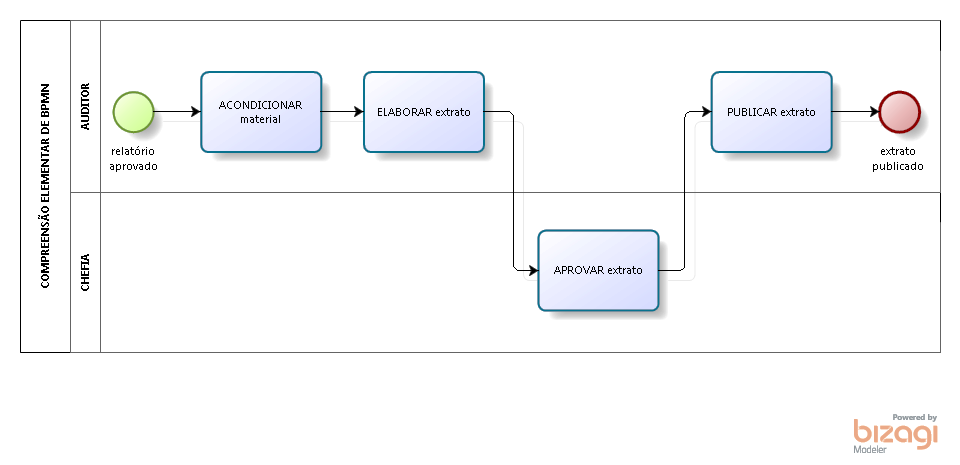 COMPREENSÃO ELEMENTAR DE BPMN
AUDITOR
relatório
aprovado
ACONDICIONAR
material
ELABORAR extrato
PUBLICAR extrato
extrato
publicado
CHEFIA
APROVAR extrato
Powered by
bizagi
Modeler